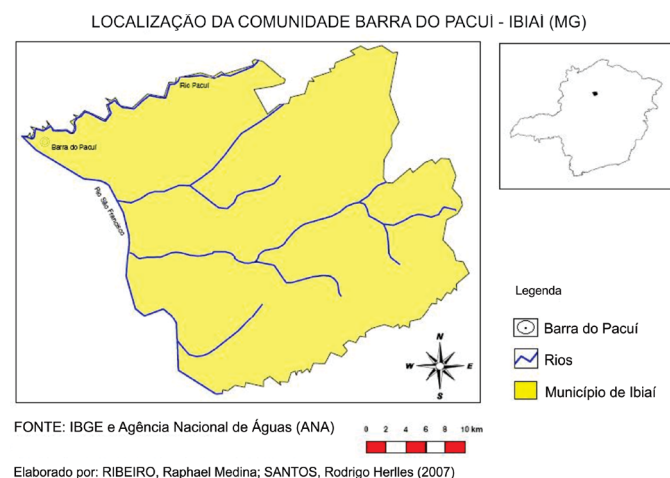 LOCALIZAÇÃO DA COMUNIDADE BARRA DO PACUÍ - IBIAÍ (MG)
Rio Pacuí
Barra do Pacuí
Rio São Francisco
Legenda
Barra do Pacuí
Rios
Município de Ibiaí
N
W E
S
FONTE: IBGE e Agência Nacional de Águas (ANA)
0 2 4 6 8 10 km
Elaborado por: RIBEIRO, Raphael Medina; SANTOS, Rodrigo Herlles (2007)